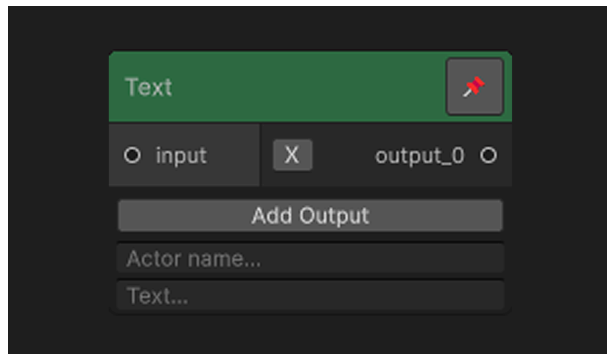 Text
input X output_0
Add Output
Actor name...
Text...